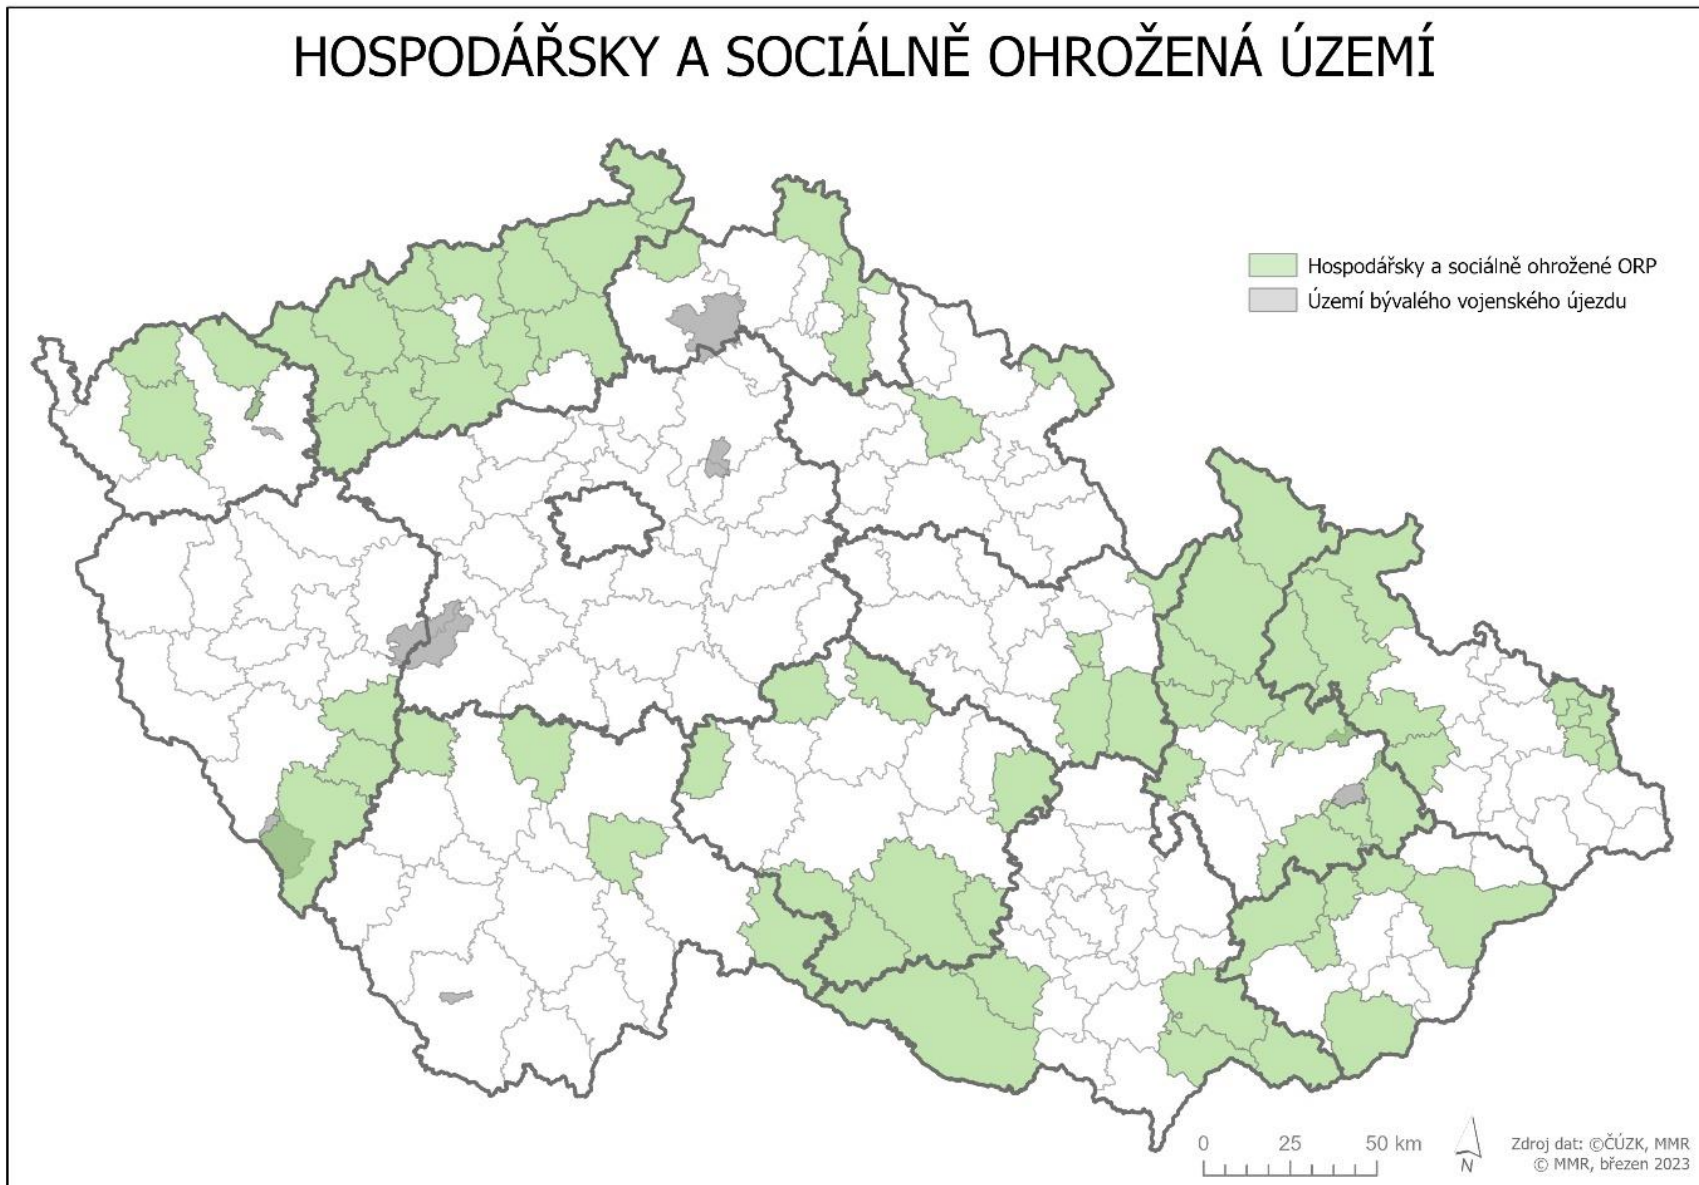 HOSPODÁŘSKY A SOCIÁLNĚ OHROŽENÁ ÚZEMÍ
Hospodářsky a sociálně ohrožené ORP
Území bývalého vojenského újezdu
0 25 50 km
N
Zdroj dat: ©ČÚZK, MMR
© MMR, březen 2023